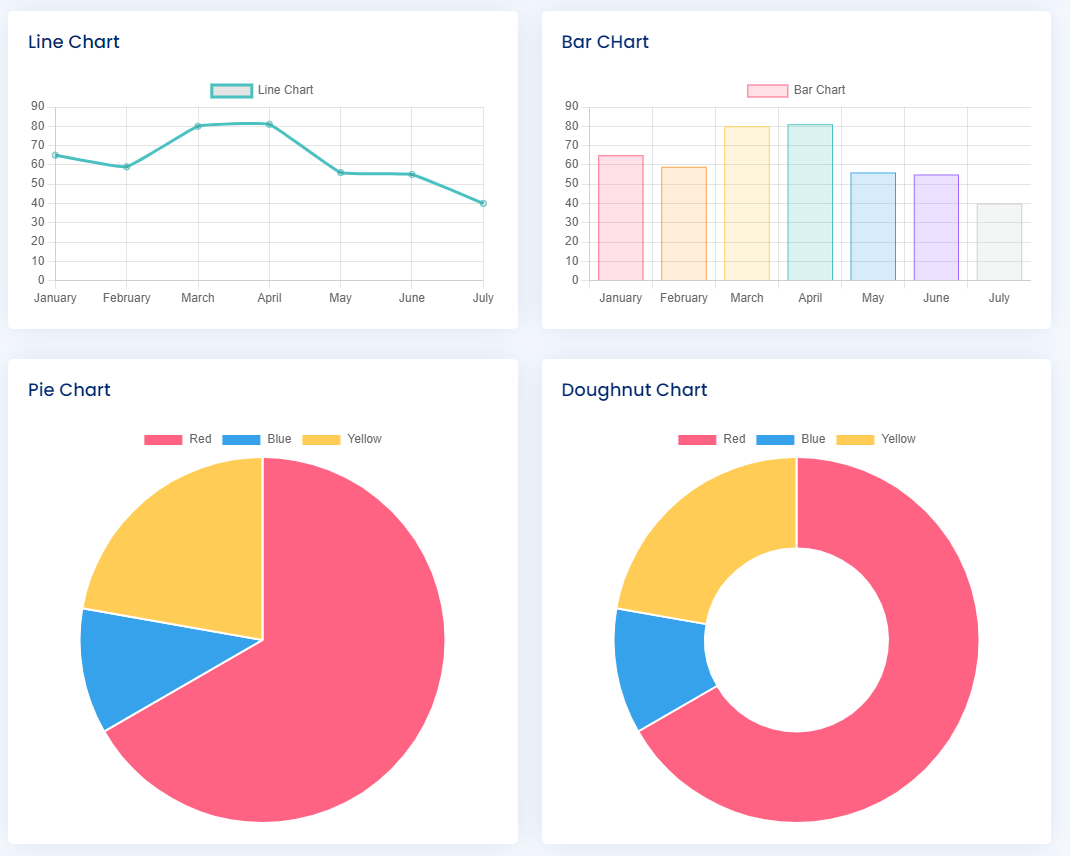 Line Chart
Line Chart
90
80
70
60
50
40
30
20
10
0
January February March April May June July
Bar CHart
Bar Chart
90
80
70
60
50
40
30
20
10
0
January February March April May June July
Pie Chart
Red Blue Yellow
Doughnut Chart
Red Blue Yellow